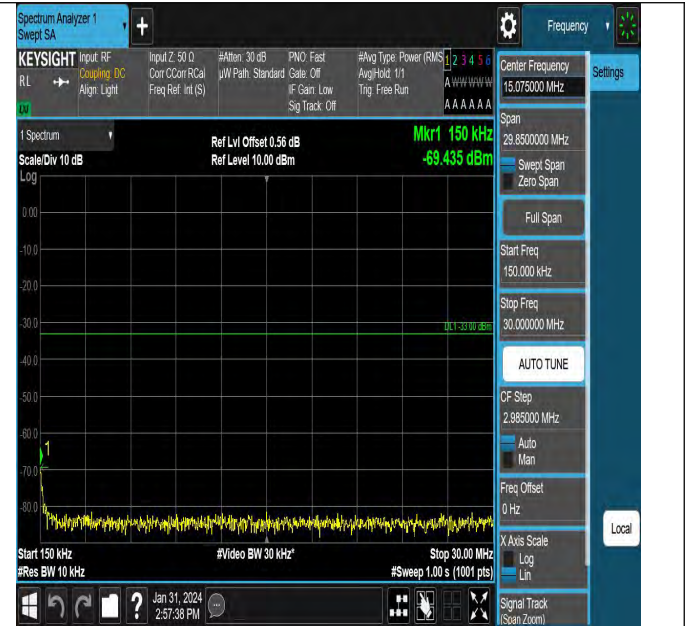 Spectrum Analyzer 1
Swept SA
Frequency
KEYSIGHT
RL
Input: RF
Coupling: DC
Align: Light
Input Z: 50 Ω
Corr CCorr RCal
Freq Ref: Int (S)
#Atten: 30 dB
µW Path: Standard
PNO: Fast
Gate: Off
IF Gain: Low
Sig Track: Off
#Avg Type: Power (RMS
Avg|Hold: 1/1
Trig: Free Run
1 2 3 4 5 6
A W W W W W
A A A A A A
1 Spectrum
Scale/Div 10 dB
Log
Ref Lvl Offset 0.56 dB
Ref Level 10.00 dBm
Mkr1 150 kHz
-69.435 dBm
0.00
-10.0
-20.0
-30.0
DL1 -33.00 dBm
-40.0
-50.0
-60.0
1
-70.0
-80.0
Start 150 kHz
#Res BW 10 kHz
#Video BW 30 kHz*
Stop 30.00 MHz
#Sweep 1.00 s (1001 pts)
Center Frequency
15.075000 MHz
Settings
Span
29.8500000 MHz
Swept Span
Zero Span
Full Span
Start Freq
150.000 kHz
Stop Freq
30.000000 MHz
AUTO TUNE
CF Step
2.985000 MHz
Auto
Man
Freq Offset
0 Hz
X Axis Scale
Log
Lin
Local
Signal Track
(Span Zoom)
?
Jan 31, 2024
2:57:38 PM